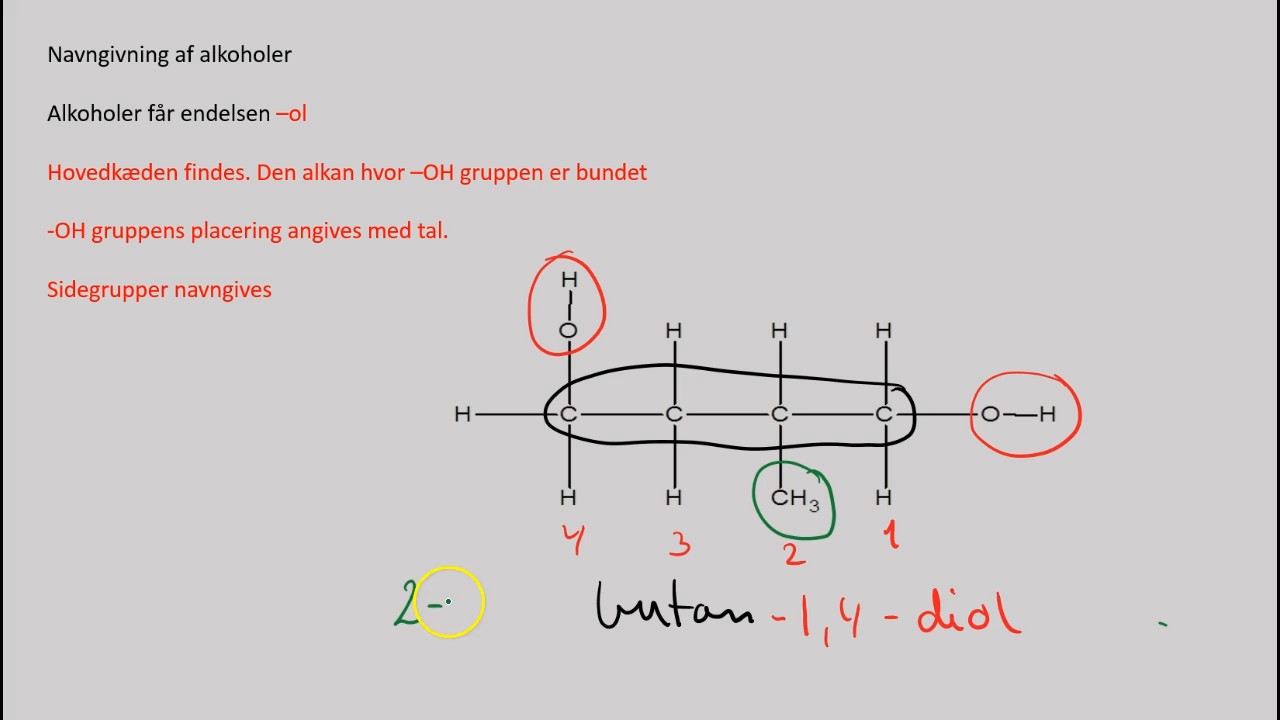 Navngivning af alkoholer
Alkoholer får endelsen –ol
Hovedkæden findes. Den alkan hvor –OH gruppen er bundet
-OH gruppens placering angives med tal.
Sidegrupper navngives
H
O H H H
H C C C C O H
H H CH3 H
4 3 2 1
2- butan -1,4-diol